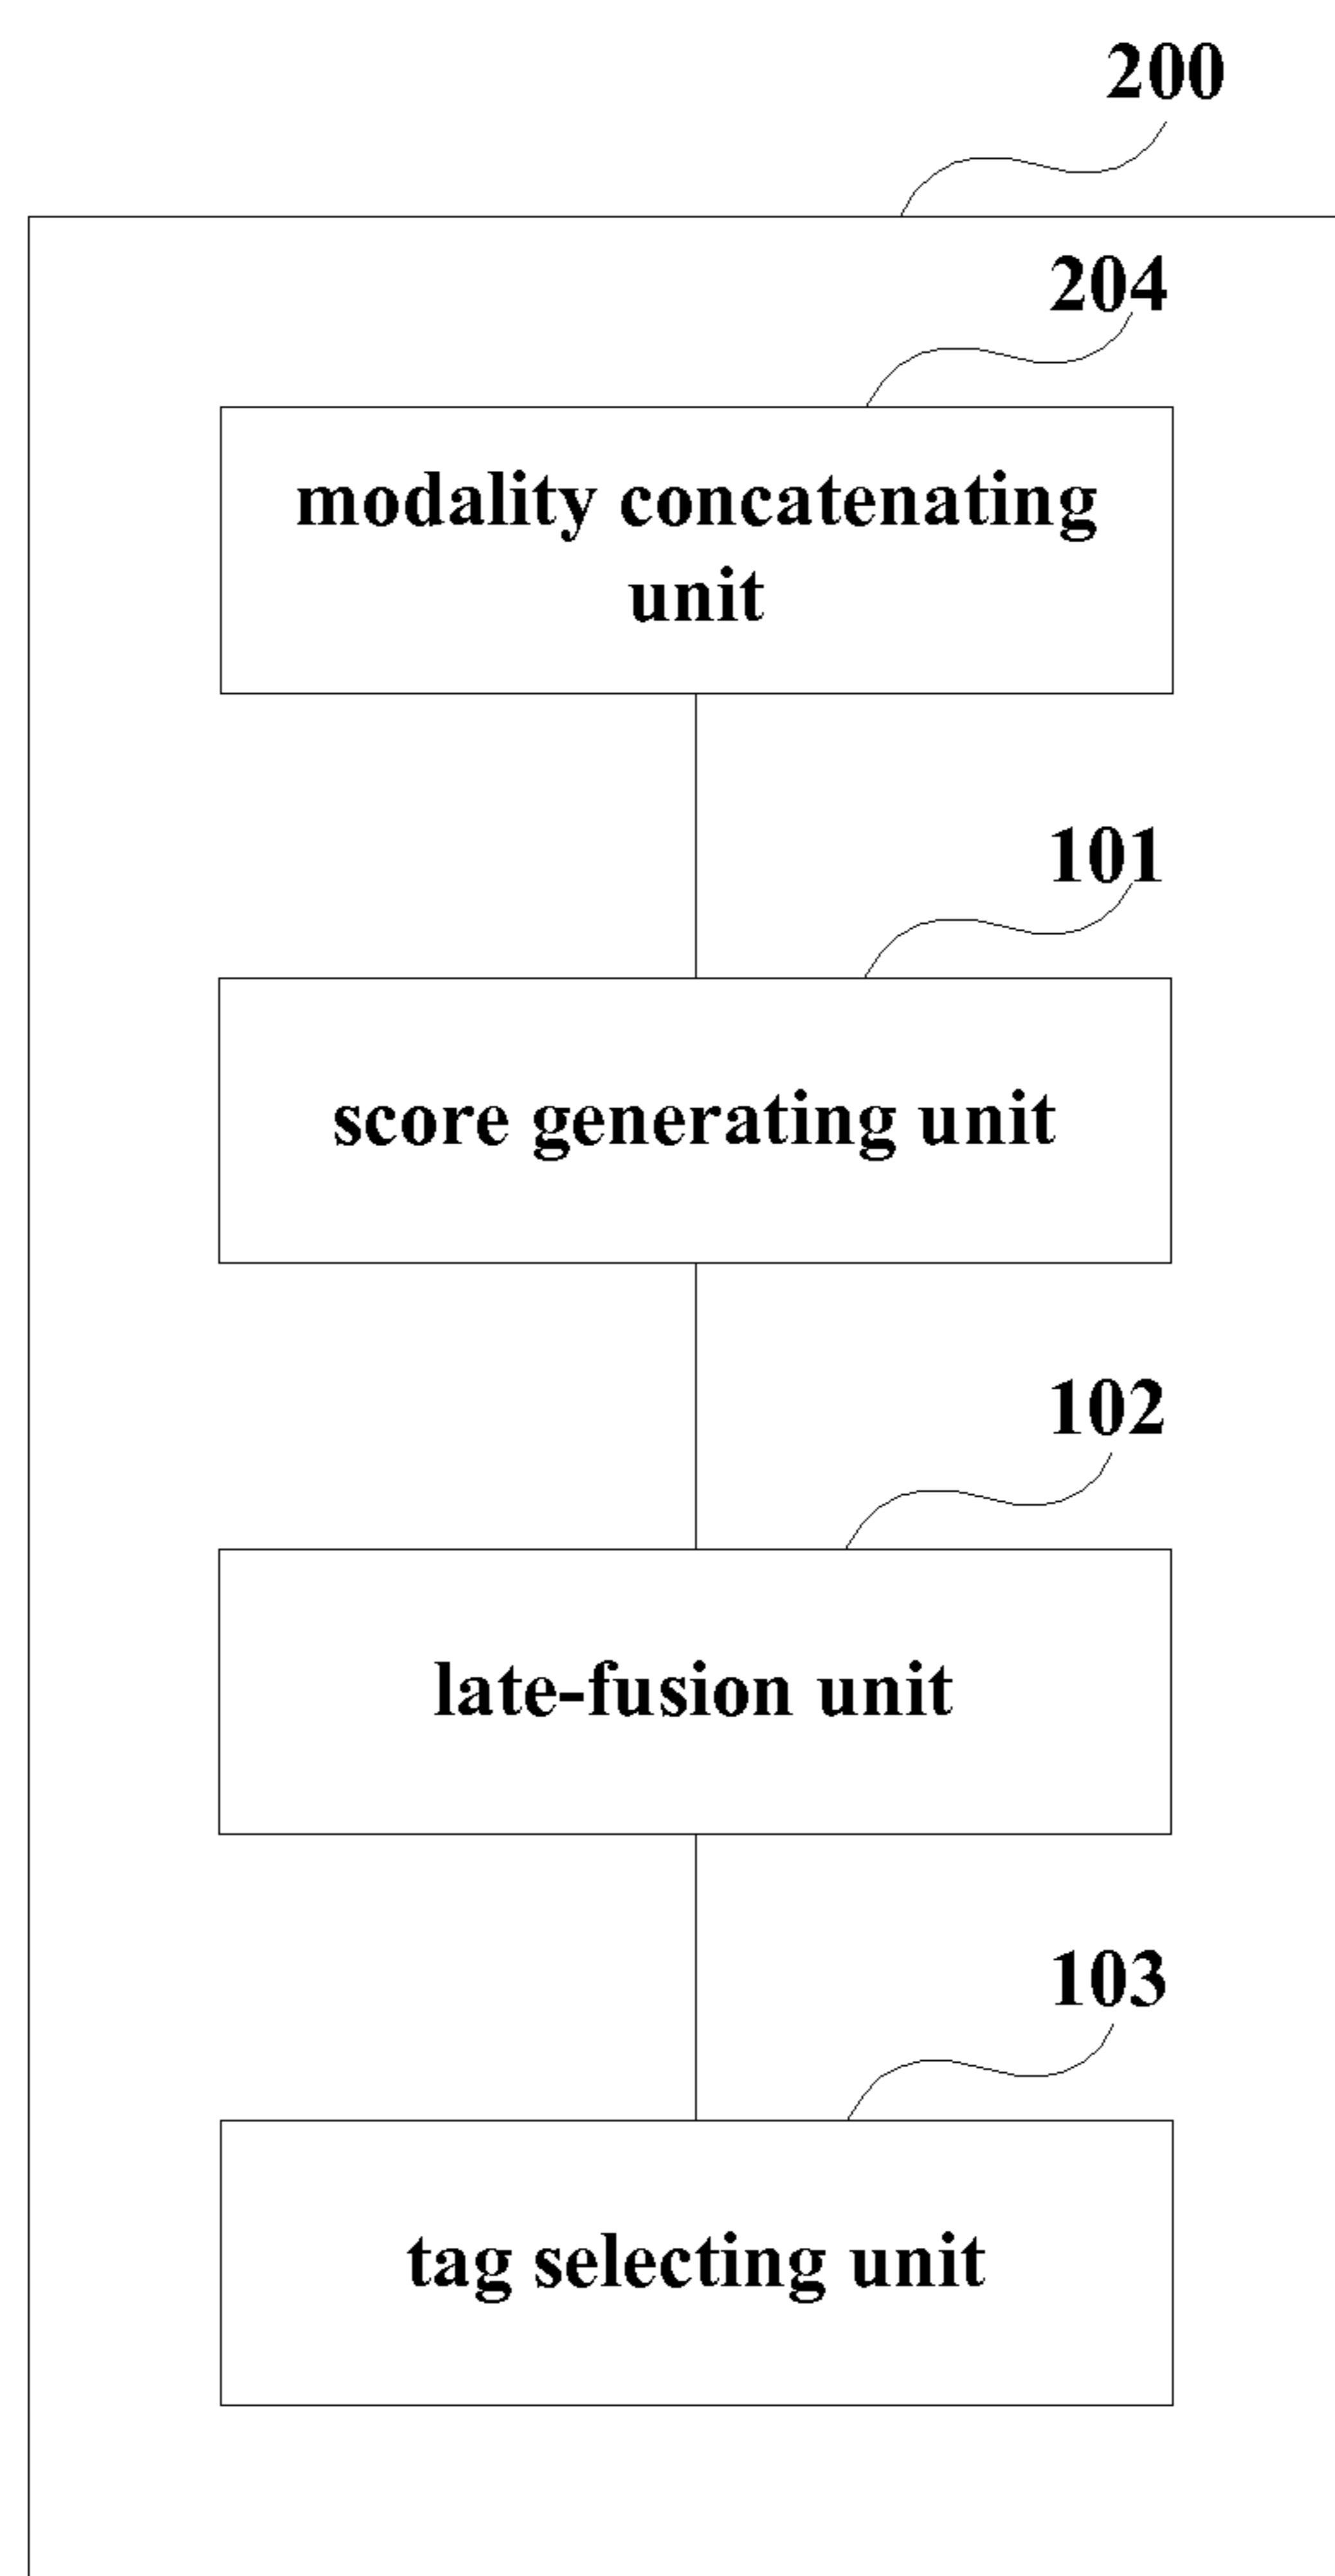 200
204
modality concatenating
unit
101
score generating unit
102
late-fusion unit
103
tag selecting unit